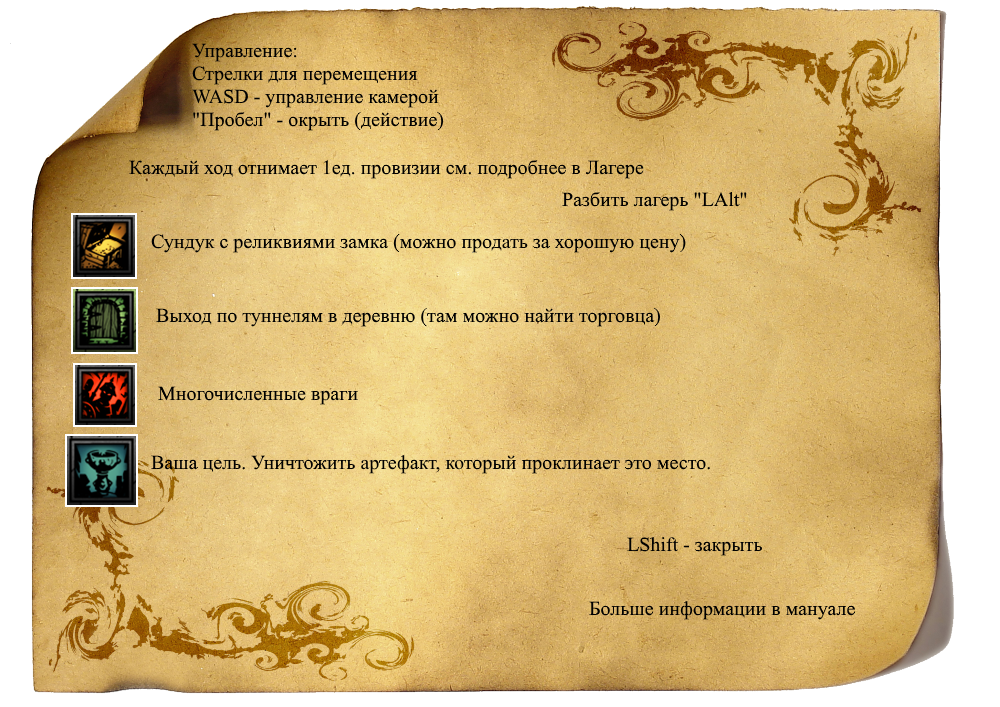 Управление:
Стрелки для перемещения
WASD - управление камерой
"Пробел" - окрыть (действие)
Каждый ход отнимает 1ед. провизии см. подробнее в Лагере
Разбить лагерь "LAlt"
Сундук с реликвиями замка (можно продать за хорошую цену)
Выход по туннелям в деревню (там можно найти торговца)
Многочисленные враги
Ваша цель. Уничтожить артефакт, который проклинает это место.
LShift - закрыть
Больше информации в мануале